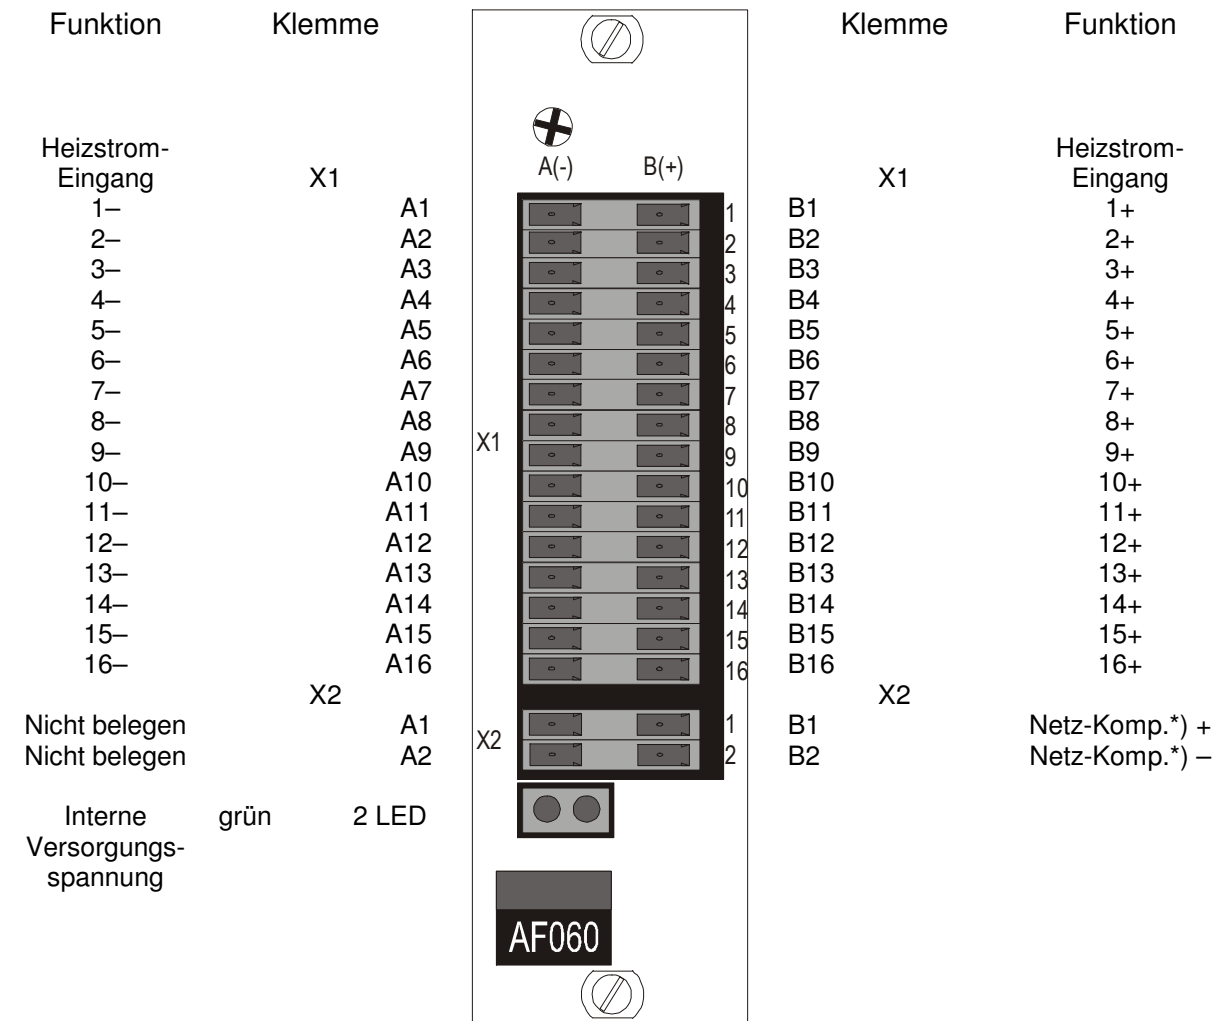 Funktion Klemme Klemme Funktion
Heizstrom- A(-) B(+) Heizstrom-
Eingang X1 X1 Eingang
1– A1 1 B1 1+
2– A2 2 B2 2+
3– A3 3 B3 3+
4– A4 4 B4 4+
5– A5 5 B5 5+
6– A6 6 B6 6+
7– A7 7 B7 7+
8– A8 8 B8 8+
9– A9 X1 9 B9 9+
10– A10 10 B10 10+
11– A11 11 B11 11+
12– A12 12 B12 12+
13– A13 13 B13 13+
14– A14 14 B14 14+
15– A15 15 B15 15+
16– A16 16 B16 16+
X2 X2
Nicht belegen A1 X2 1 B1 Netz-Komp.*) +
Nicht belegen A2 2 B2 Netz-Komp.*) –
Interne grün 2 LED
Versorgungs-
spannung
AF060